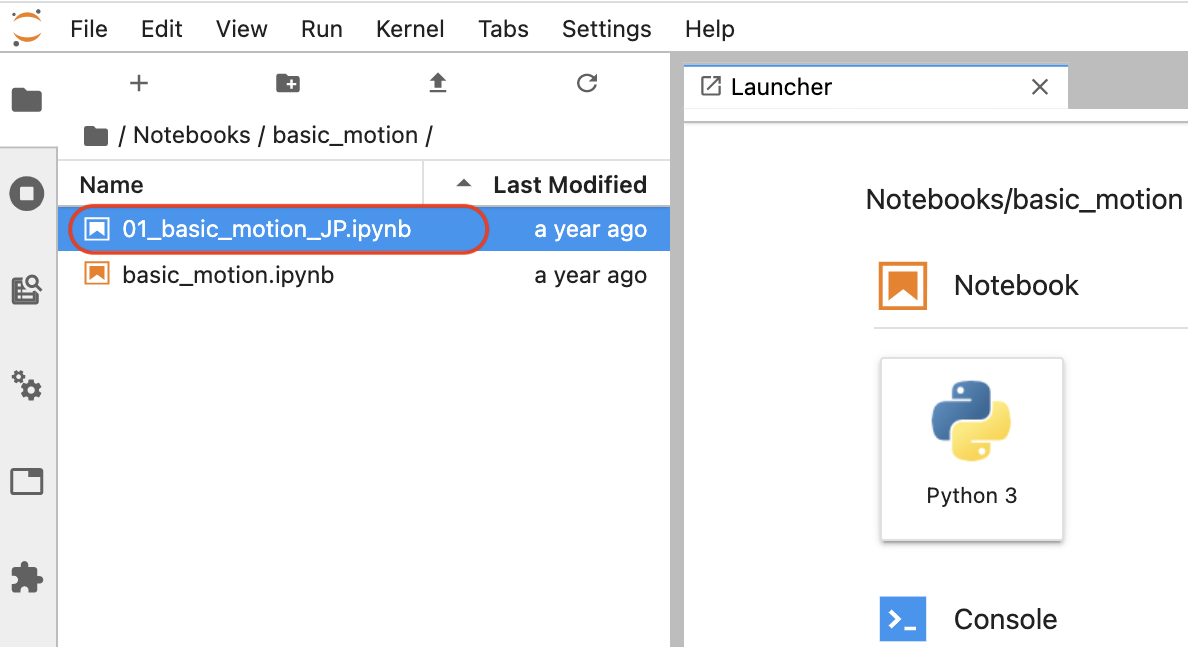 File Edit View Run Kernel Tabs Settings Help
/ Notebooks / basic_motion /
Name Last Modified
01_basic_motion_JP.ipynb a year ago
basic_motion.ipynb a year ago
Launcher
Notebooks/basic_motion
Notebook
Python 3
Console